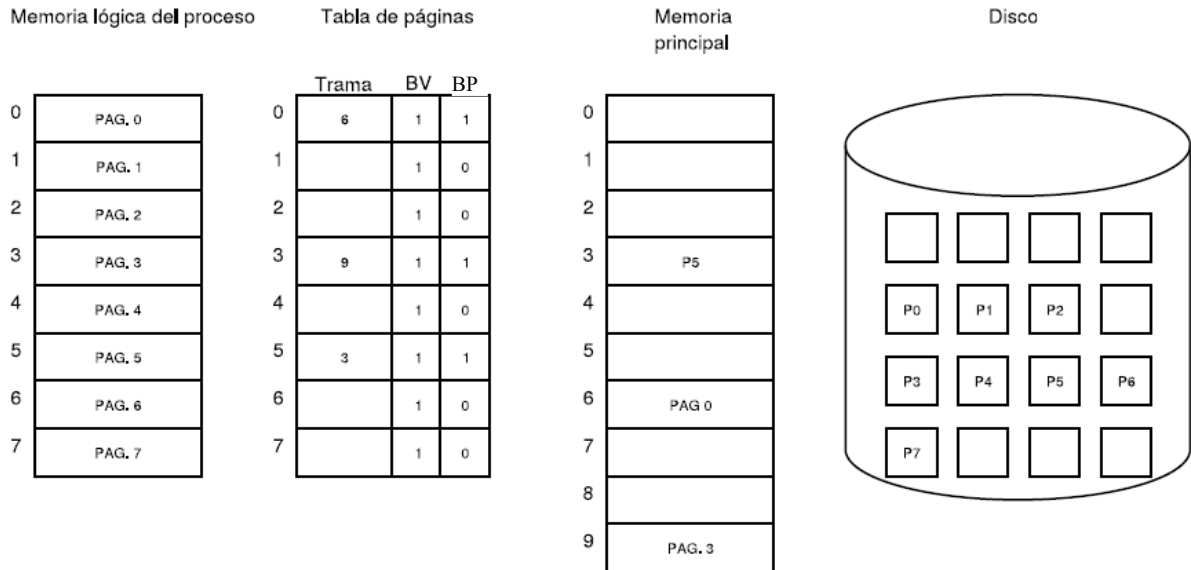 Memoria lógica del proceso
Tabla de páginas
Memoria
principal
Disco
0 PAG. 0
1 PAG. 1
2 PAG. 2
3 PAG. 3
4 PAG. 4
5 PAG. 5
6 PAG. 6
7 PAG. 7
Trama BV BP
0 6 1 1
1 1 0
2 1 0
3 9 1 1
4 1 0
5 3 1 1
6 1 0
7 1 0
0
1
2
3 P5
4
5
6 PAG 0
7
8
9 PAG. 3
P0 P1 P2
P3 P4 P5 P6
P7